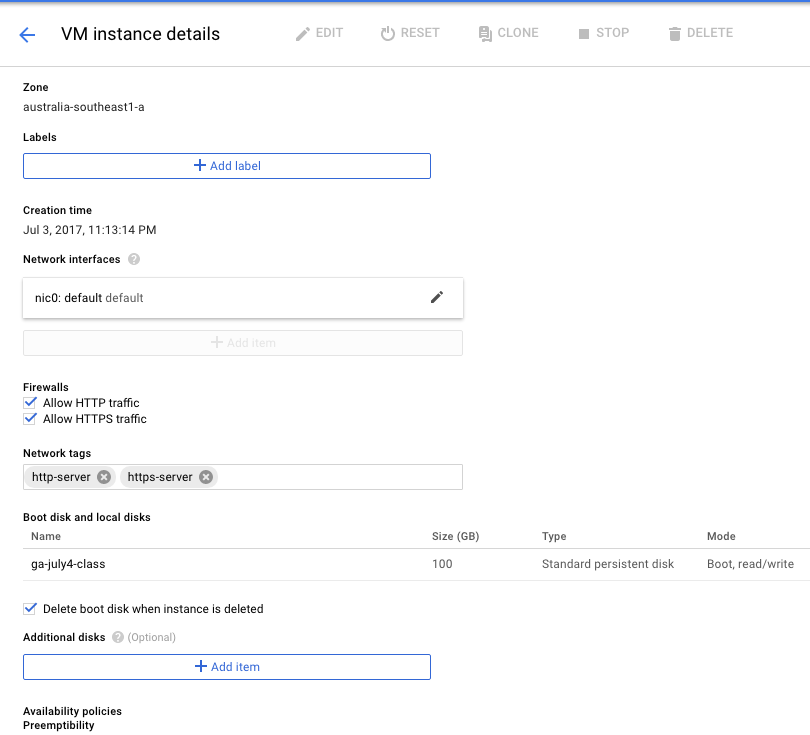 VM instance details EDIT RESET CLONE STOP DELETE
Zone
australia-southeast1-a
Labels
Add label
Creation time
Jul 3, 2017, 11:13:14 PM
Network interfaces ?
nic0: default default
Add item
Firewalls
Allow HTTP traffic
Allow HTTPS traffic
Network tags
http-server https-server
Boot disk and local disks
Name Size (GB) Type Mode
ga-july4-class 100 Standard persistent disk Boot, read/write
Delete boot disk when instance is deleted
Additional disks ? (Optional)
Add item
Availability policies
Preemptibility